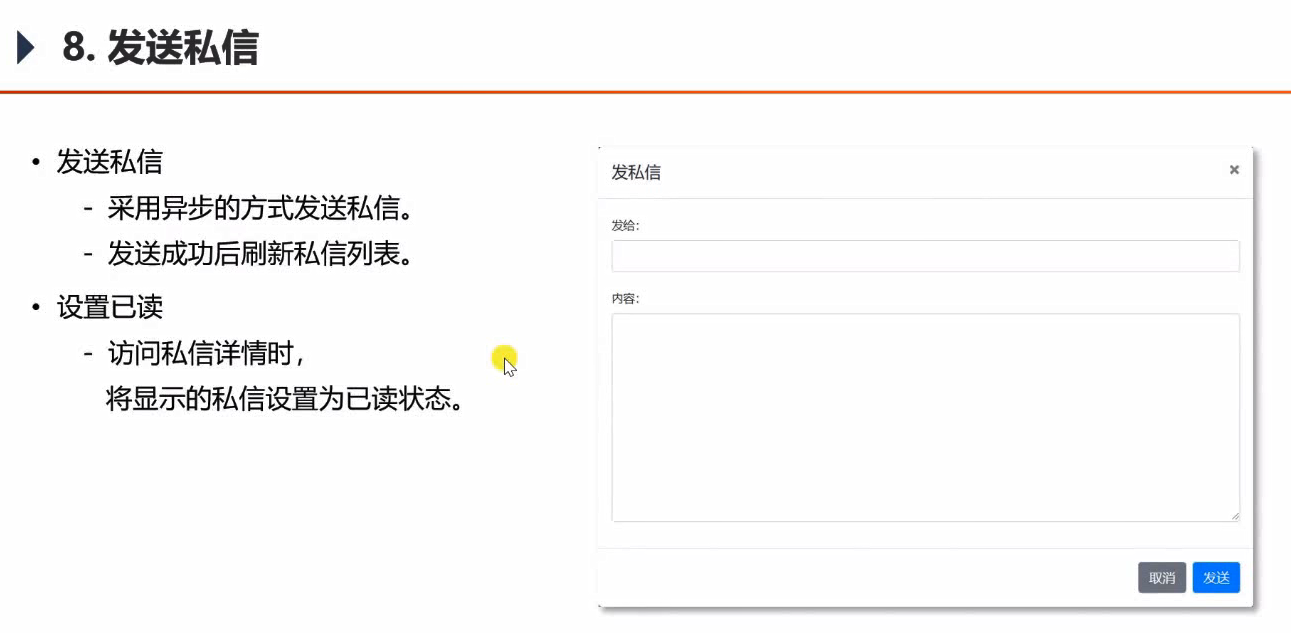 8. 发送私信
• 发送私信
- 采用异步的方式发送私信。
- 发送成功后刷新私信列表。
• 设置已读
- 访问私信详情时，
将显示的私信设置为已读状态。
发私信 ×
发给：
内容：
取消 发送